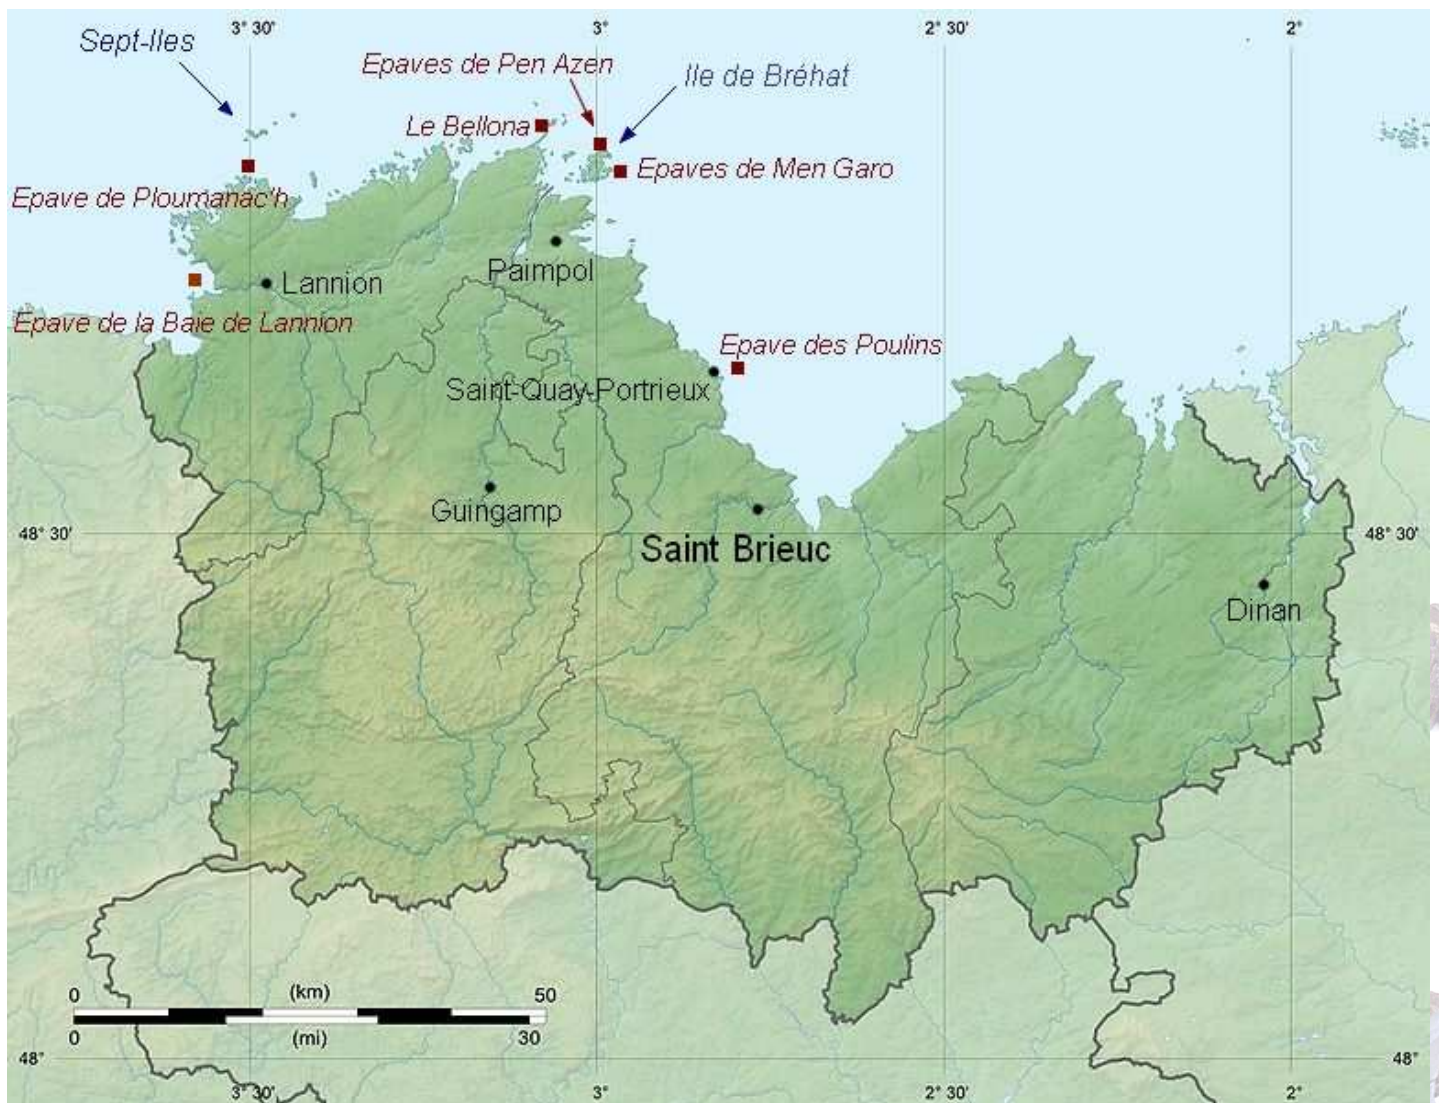 3° 30'
3°
2° 30'
2°
Sept-Iles
Epaves de Pen Azen
Ile de Bréhat
Le Bellona
Epaves de Men Garo
Epave de Ploumanac'h
Paimpol
Lannion
Epave de la Baie de Lannion
Epave des Poulins
Saint-Quay-Portrieux
Guingamp
48° 30'
Saint Brieuc
48° 30'
Dinan
0
(km)
50
0
(mi)
30
48°
48°
3° 30'
3°
2° 30'
2°